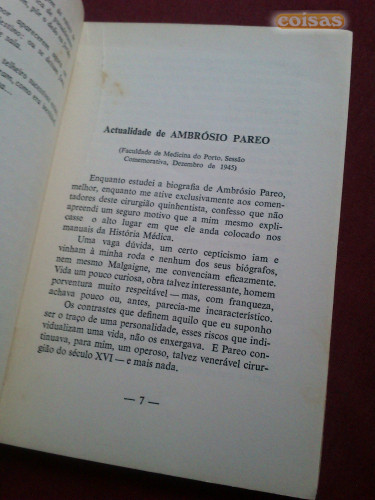 coisas
Actualidade de AMBRÓSIO PAREO
(Faculdade de Medicina do Porto. Sessão
Comemorativa, Dezembro de 1945)
Enquanto estudei a biografia de Ambrósio Pareo,
melhor, enquanto me ative exclusivamente aos comen-
tadores deste cirurgião quinhentista, confesso que não
apreendi um seguro motivo que a mim mesmo expli-
casse o alto lugar em que ele anda colocado nos
manuais da História Médica.
Uma vaga dúvida, um certo cepticismo iam e
vinham à minha roda e nenhum dos seus biógrafos,
nem mesmo Malgaigne, me convenciam eficazmente.
Vida um pouco curiosa, obra talvez interessante, homem
porventura muito respeitável — mas, com franqueza,
achava pouco ou, antes, parecia-me incaracterístico.
Os contrastes que definem aquilo que eu suponho
ser o traço de uma personalidade, esses riscos que indi-
vidualizam uma vida, não os enxergava. E Pareo con-
tinuava, para mim, um operoso, talvez venerável cirur-
gião do século XVI — e mais nada.
— 7 —